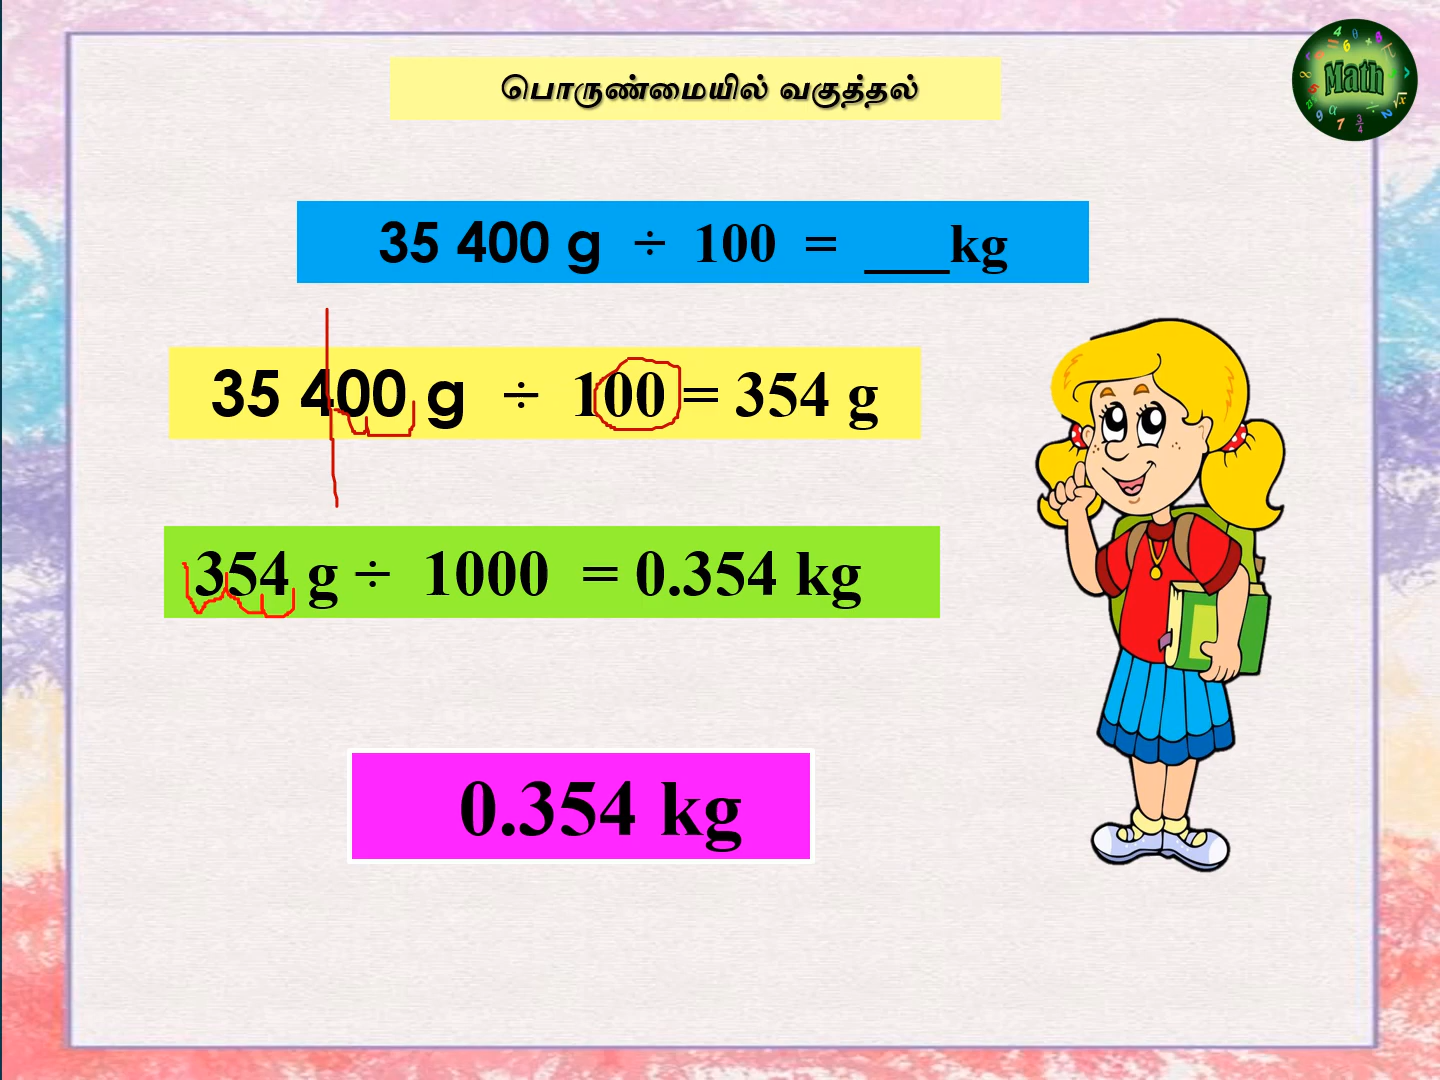 Math
பொருண்மையில் வகுத்தல்
35 400 g ÷ 100 = ___kg
35 400 g ÷ 100 = 354 g
354 g ÷ 1000 = 0.354 kg
0.354 kg